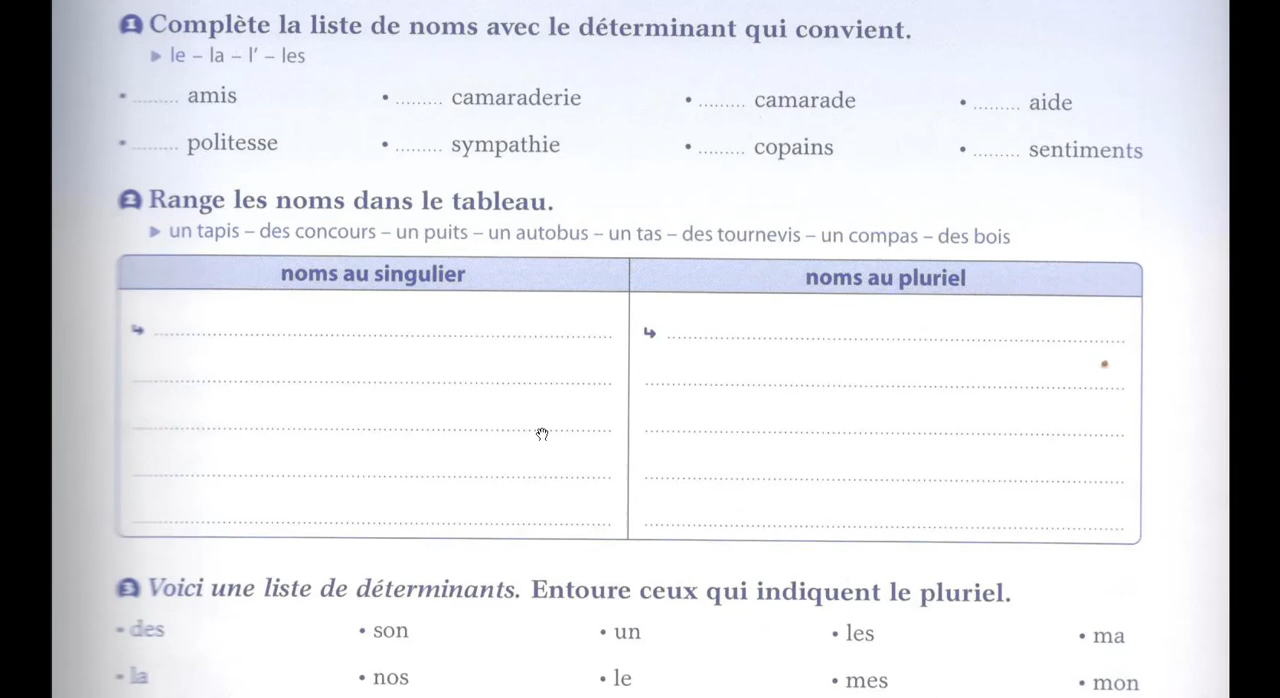 1 Complète la liste de noms avec le déterminant qui convient.
▶ le – la – l' – les
• ......... amis • ......... camaraderie • ......... camarade • ......... aide
• ......... politesse • ......... sympathie • ......... copains • ......... sentiments
2 Range les noms dans le tableau.
▶ un tapis – des concours – un puits – un autobus – un tas – des tournevis – un compas – des bois
noms au singulier noms au pluriel
3 Voici une liste de déterminants. Entoure ceux qui indiquent le pluriel.
• des • son • un • les • ma
• la • nos • le • mes • mon